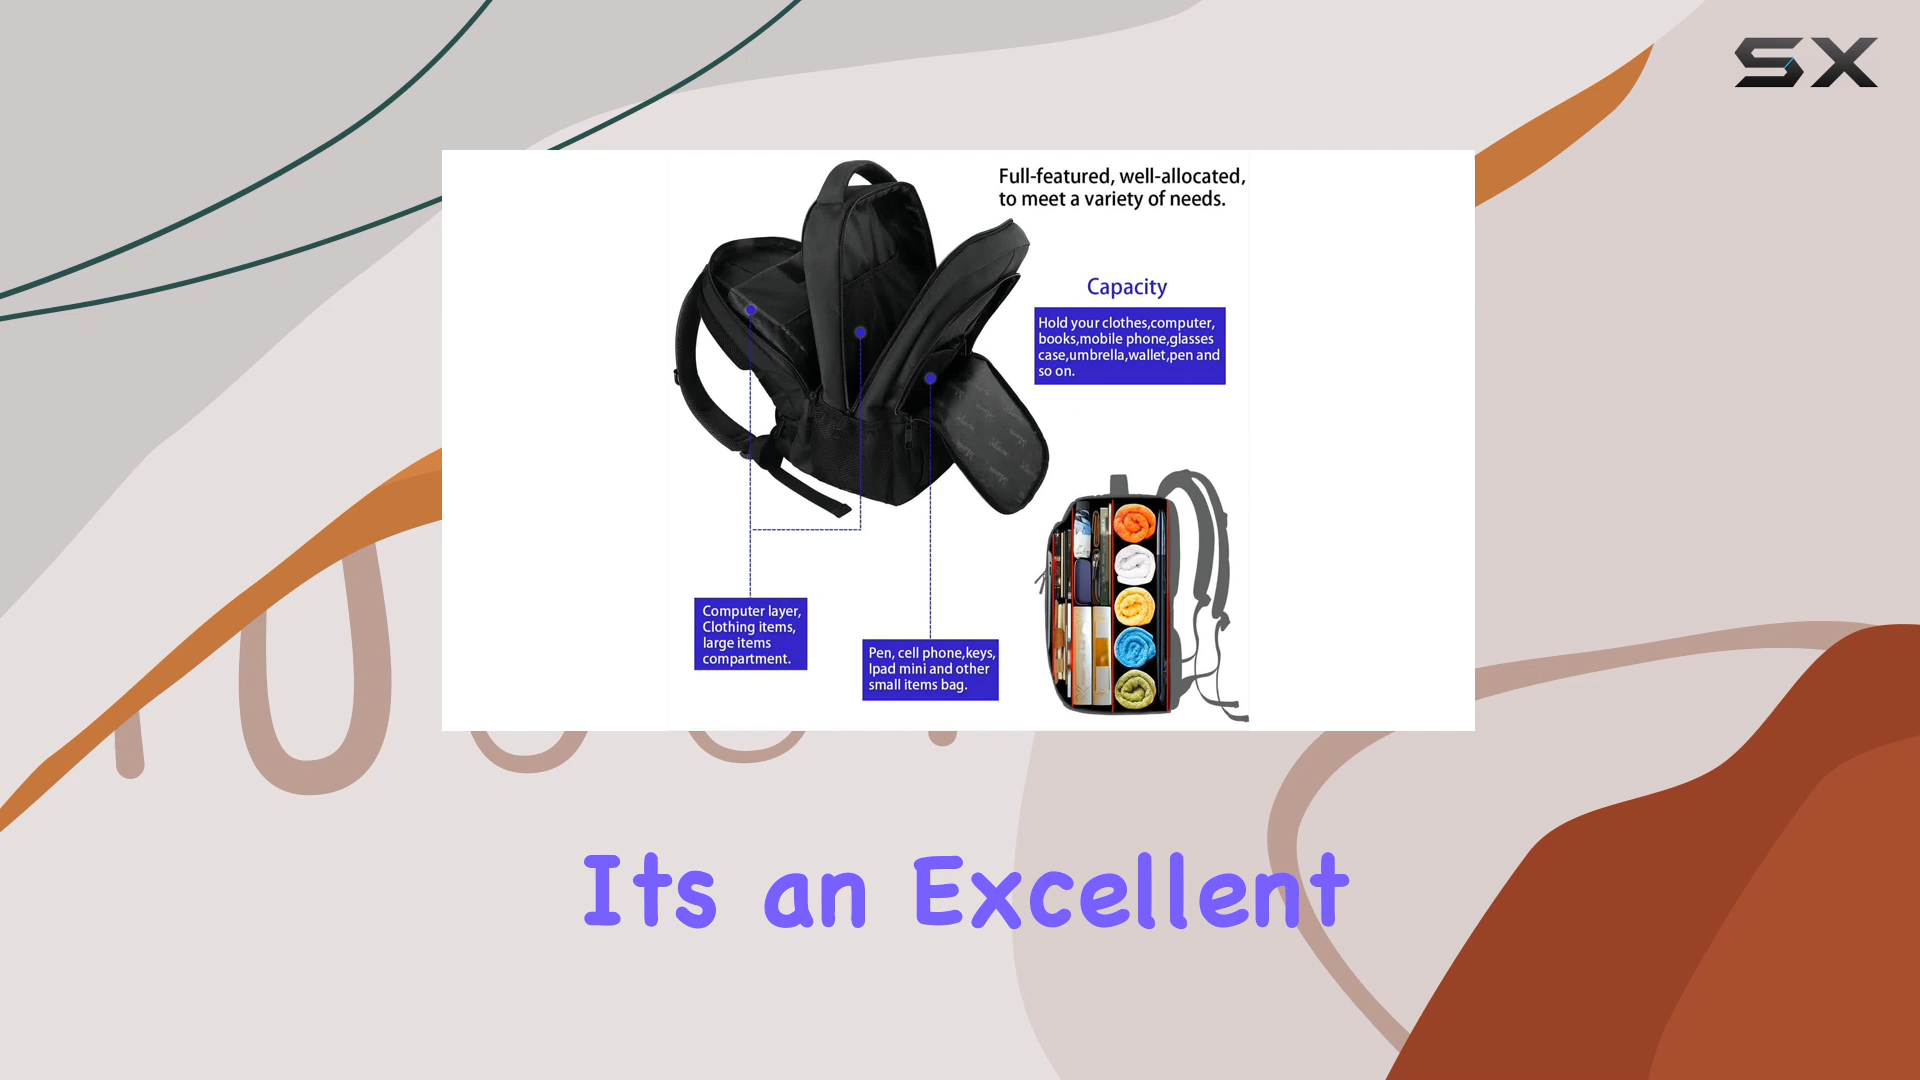 SX
Full-featured, well-allocated,
to meet a variety of needs.
Capacity
Hold your clothes,computer,
books,mobile phone,glasses
case,umbrella,wallet,pen and
so on.
Computer layer,
Clothing items,
large items
compartment.
Pen, cell phone,keys,
Ipad mini and other
small items bag.
Its an Excellent